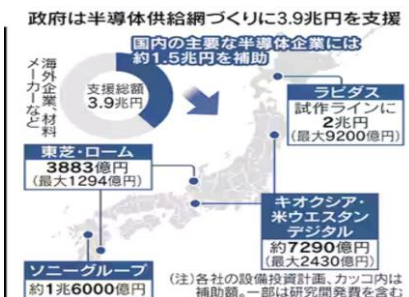 政府は半導体供給網づくりに3.9兆円を支援
国内の主要な半導体企業には
約1.5兆円を補助
海外企業、材料
メーカーなど
支援総額
3.9兆円
ラピダス
試作ラインに
2兆円
(最大9200億円)
東芝・ローム
3883億円
(最大1294億円)
キオクシア・
米ウエスタン
デジタル
約7290億円
(最大2430億円)
ソニーグループ
約1兆6000億円
(注)各社の設備投資計画、カッコ内は
補助額。一部は研究開発費を含む